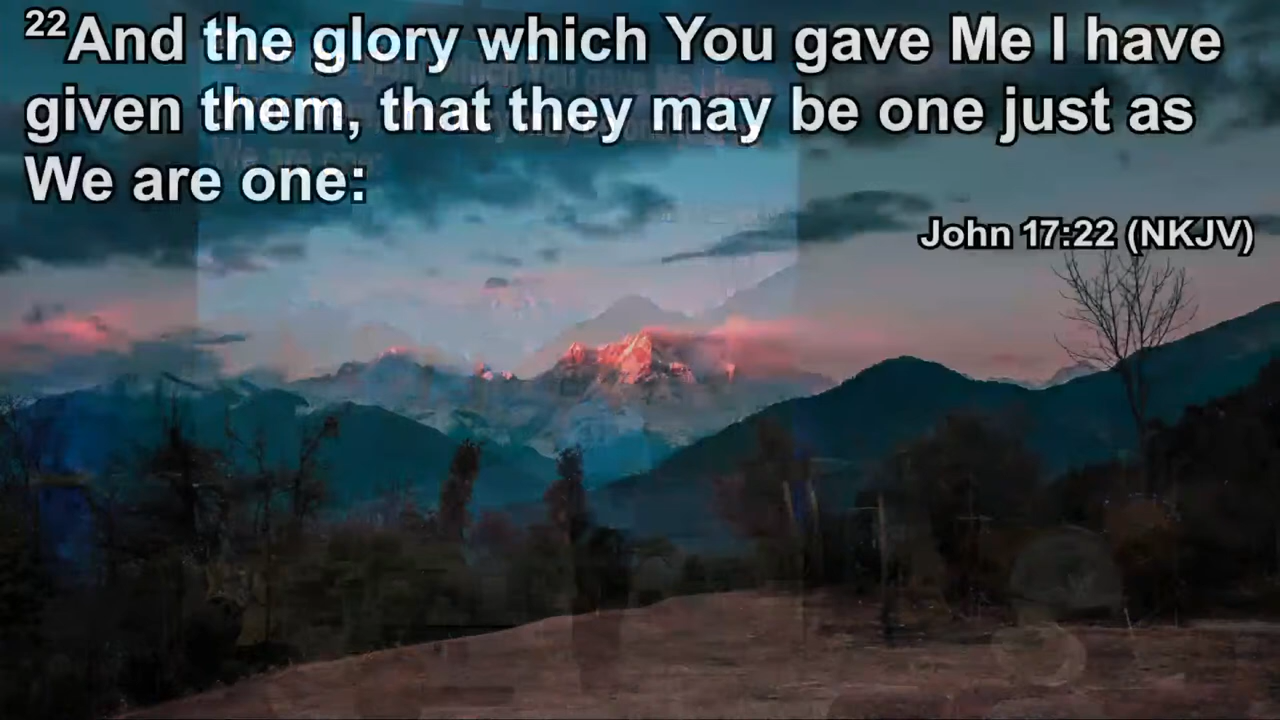 22And the glory which You gave Me I have
given them, that they may be one just as
We are one:
John 17:22 (NKJV)